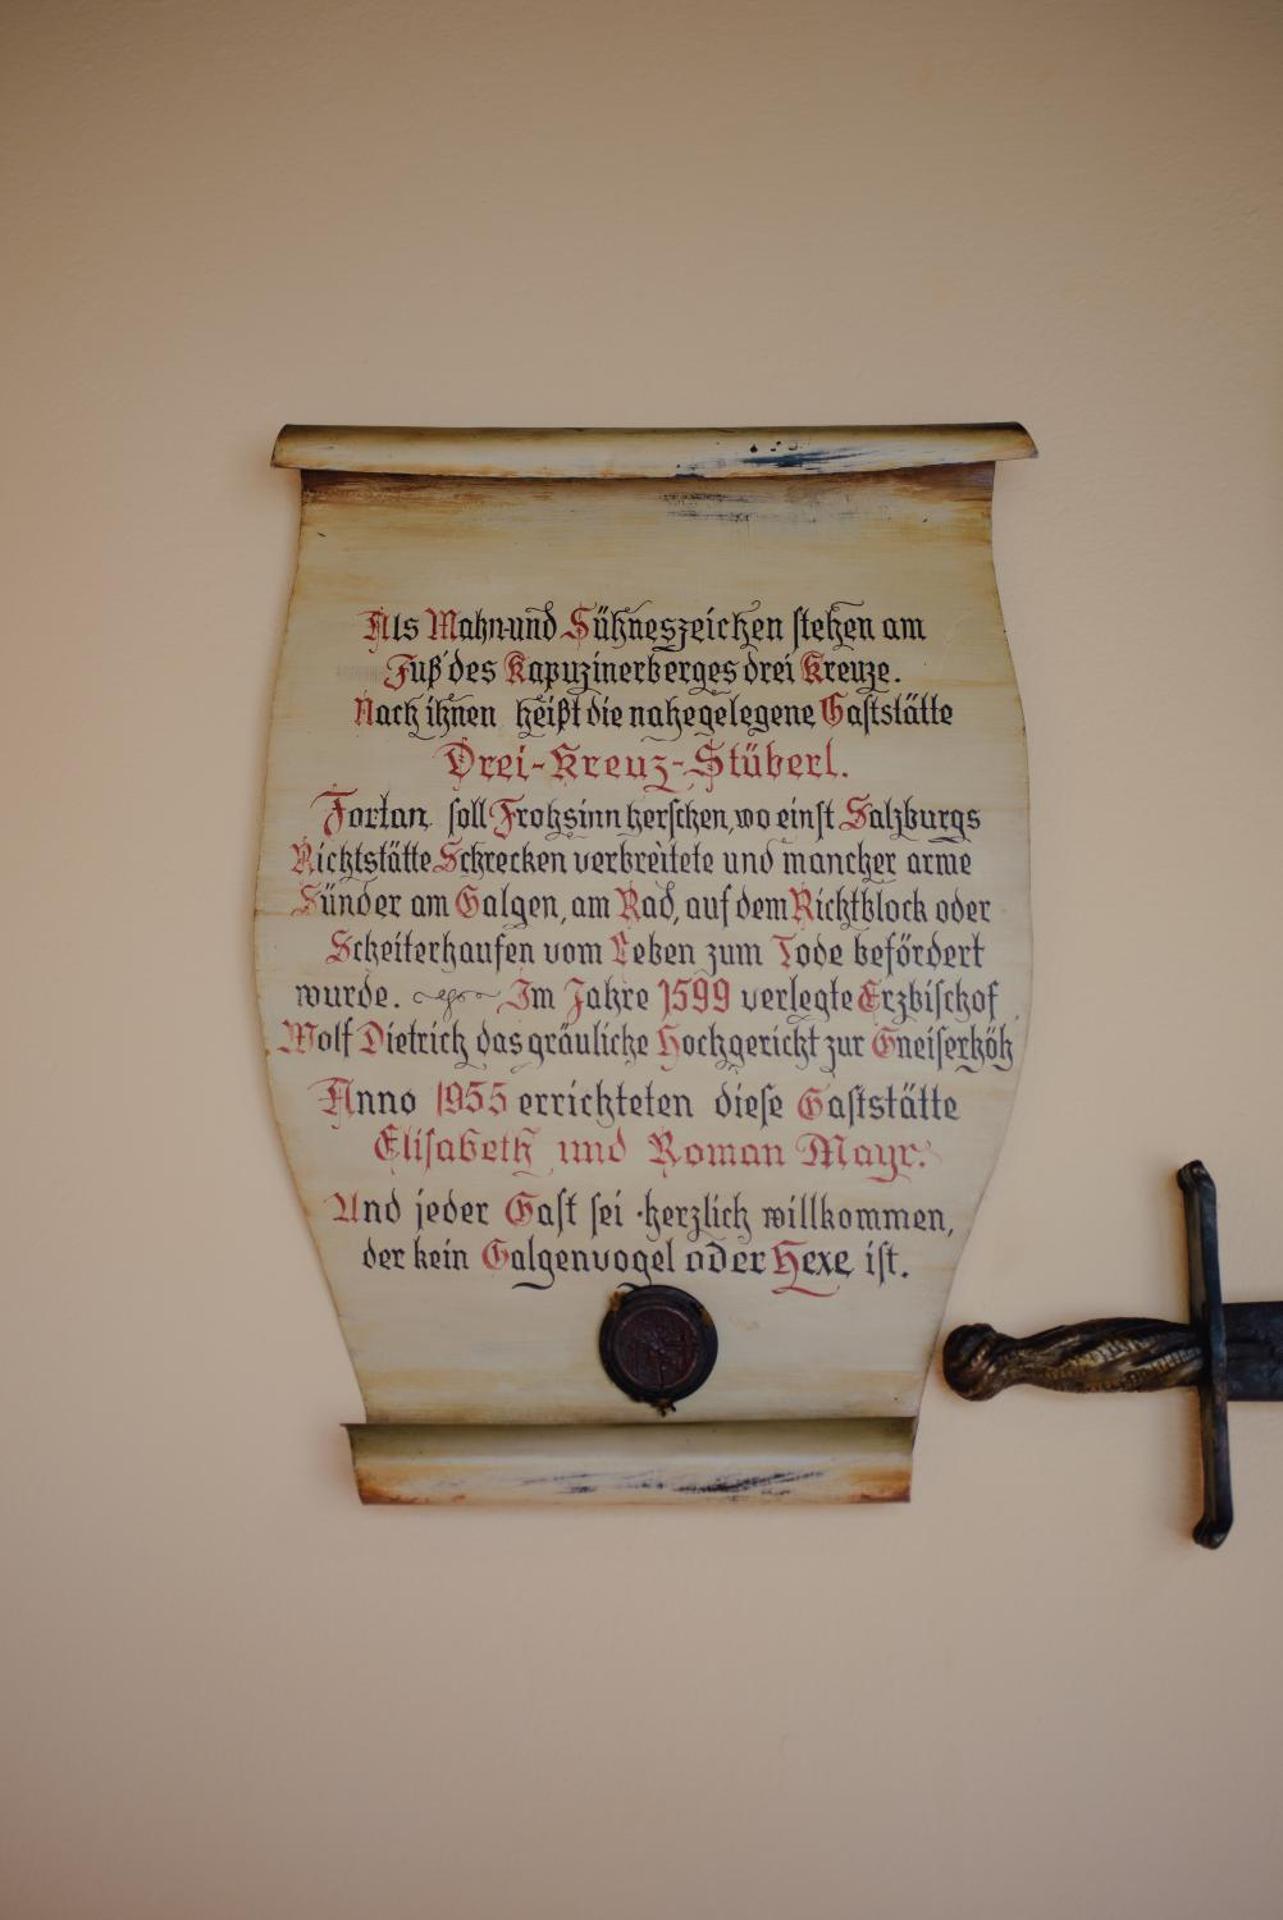 Als Mahn-und Sühneszeichen stehen am
Fuß des Kapuzinerberges drei Kreuze.
Nach ihnen heißt die nahegelegene Gaststätte
Drei-Kreuz-Stüberl.
Fortan soll Frohsinn herschen, wo einst Salzburgs
Richtstätte Schrecken verbreitete und mancher arme
Sünder am Galgen, am Rad, auf dem Richtblock oder
Scheiterhaufen vom Leben zum Tode befördert
wurde. Im Jahre 1599 verlegte Erzbischof
Wolf Dietrich das gräuliche Hochgericht zur Gneiserhöh
Anno 1955 errichteten diese Gaststätte
Elisabeth und Roman Mayr.
Und jeder Gast sei herzlich willkommen,
der kein Galgenvogel oder Hexe ist.